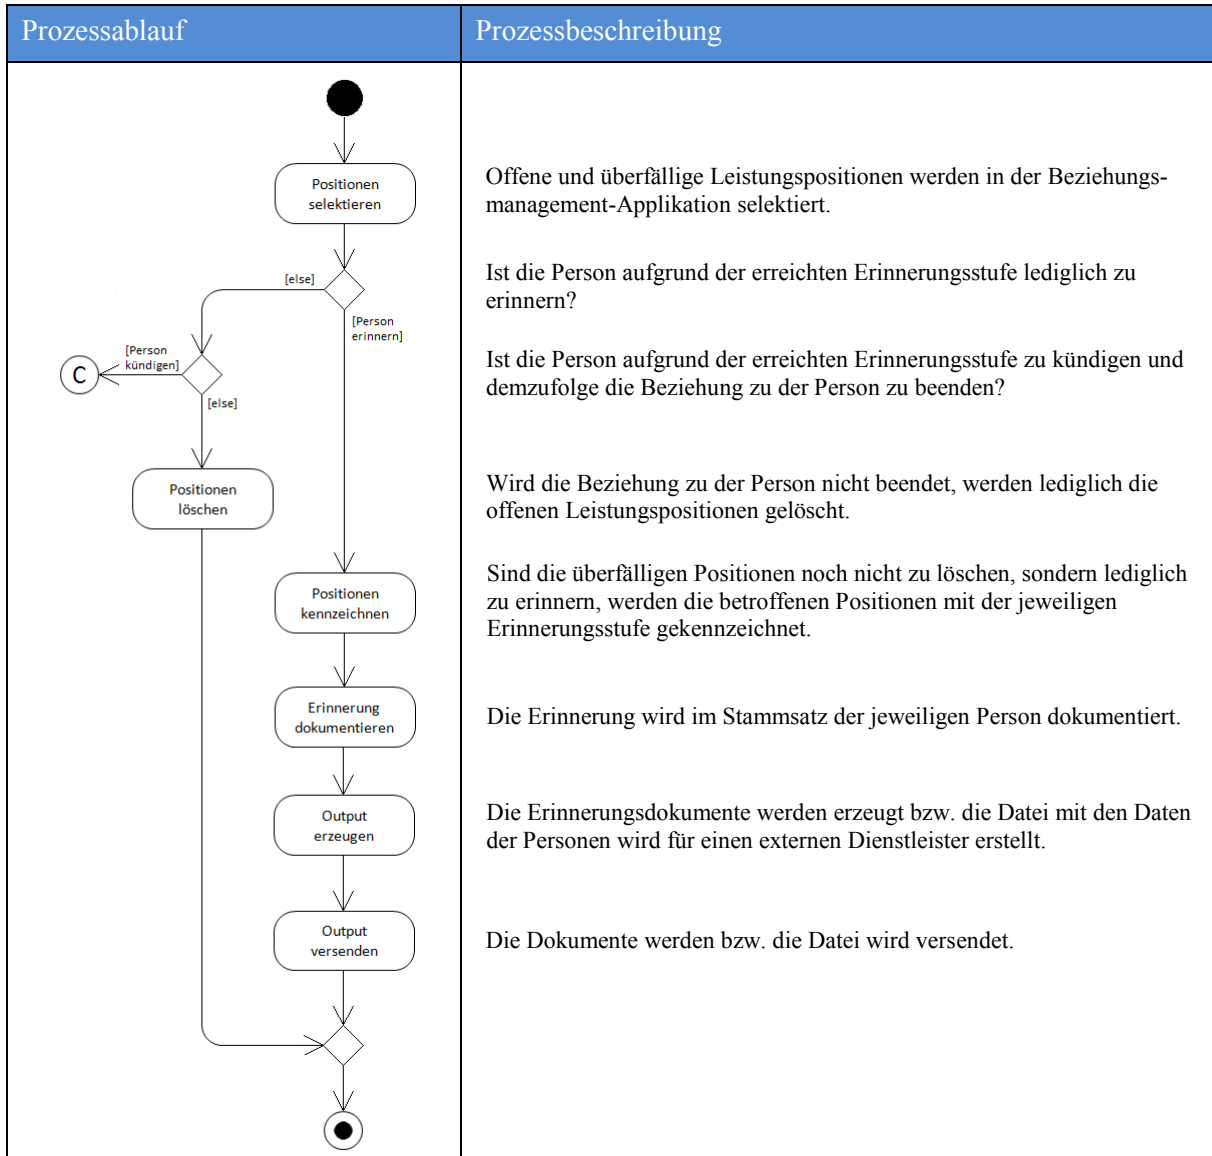 Prozessablauf
Prozessbeschreibung
Positionen
selektieren
Offene und überfällige Leistungspositionen werden in der Beziehungs-
management-Applikation selektiert.
[else]
[Person
erinnern]
Ist die Person aufgrund der erreichten Erinnerungsstufe lediglich zu
erinnern?
C
[Person
kündigen]
[else]
Ist die Person aufgrund der erreichten Erinnerungsstufe zu kündigen und
demzufolge die Beziehung zu der Person zu beenden?
Positionen
löschen
Wird die Beziehung zu der Person nicht beendet, werden lediglich die
offenen Leistungspositionen gelöscht.
Positionen
kennzeichnen
Sind die überfälligen Positionen noch nicht zu löschen, sondern lediglich
zu erinnern, werden die betroffenen Positionen mit der jeweiligen
Erinnerungsstufe gekennzeichnet.
Erinnerung
dokumentieren
Die Erinnerung wird im Stammsatz der jeweiligen Person dokumentiert.
Output
erzeugen
Die Erinnerungsdokumente werden erzeugt bzw. die Datei mit den Daten
der Personen wird für einen externen Dienstleister erstellt.
Output
versenden
Die Dokumente werden bzw. die Datei wird versendet.